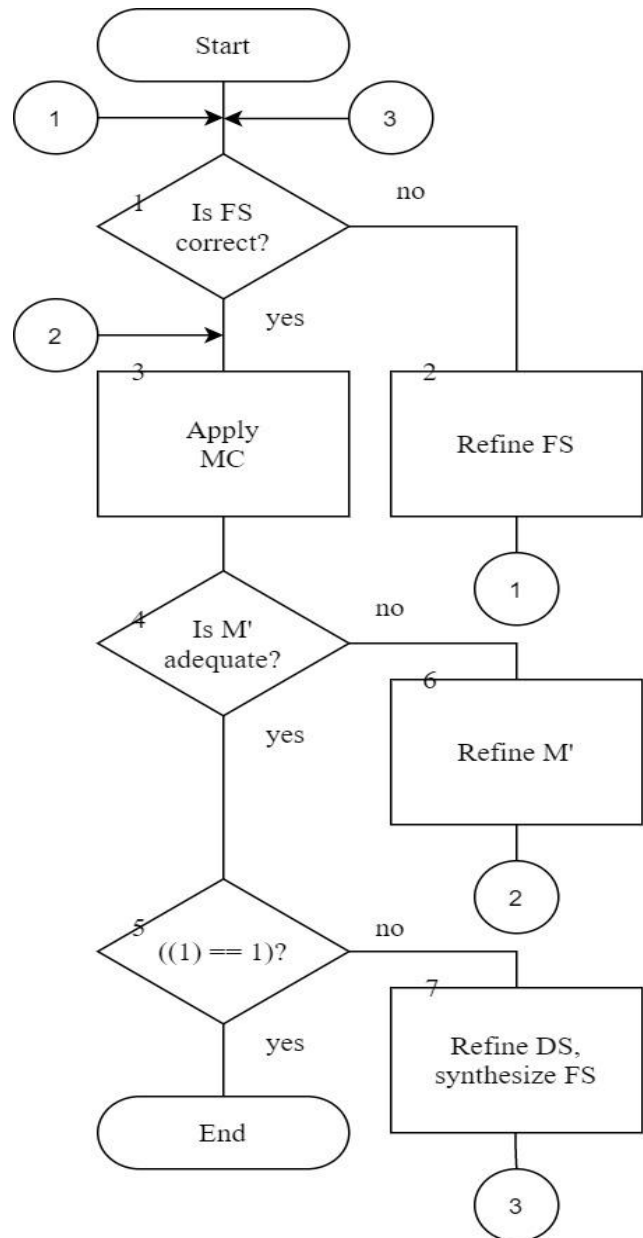 Start
1
3
1
Is FS
correct?
no
yes
2
3
Apply
MC
2
Refine FS
1
4
Is M'
adequate?
no
yes
6
Refine M'
2
5
((1) == 1)?
no
yes
7
Refine DS,
synthesize FS
End
3